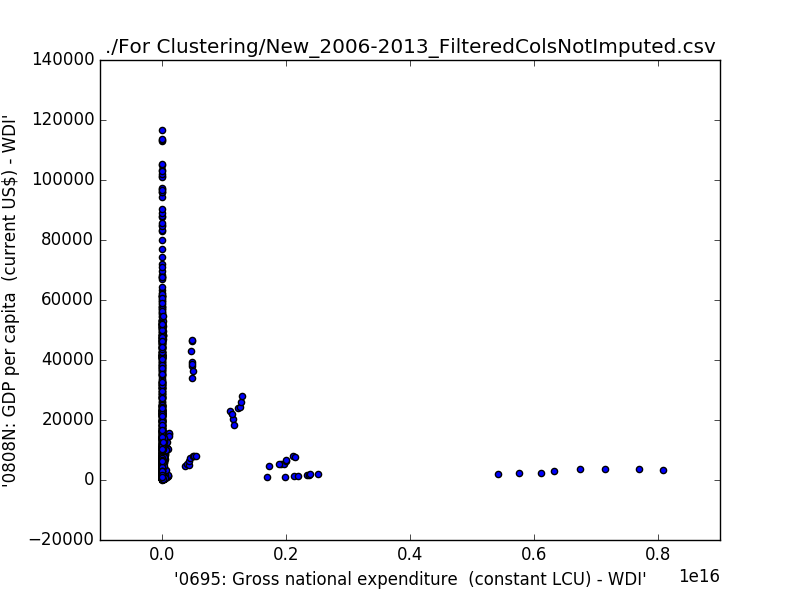 ./For Clustering/New_2006-2013_FilteredColsNotImputed.csv
140000
120000
100000
80000
60000
40000
20000
0
−20000
'0808N: GDP per capita  (current US$) - WDI'
0.0 0.2 0.4 0.6 0.8
1e16
'0695: Gross national expenditure  (constant LCU) - WDI'